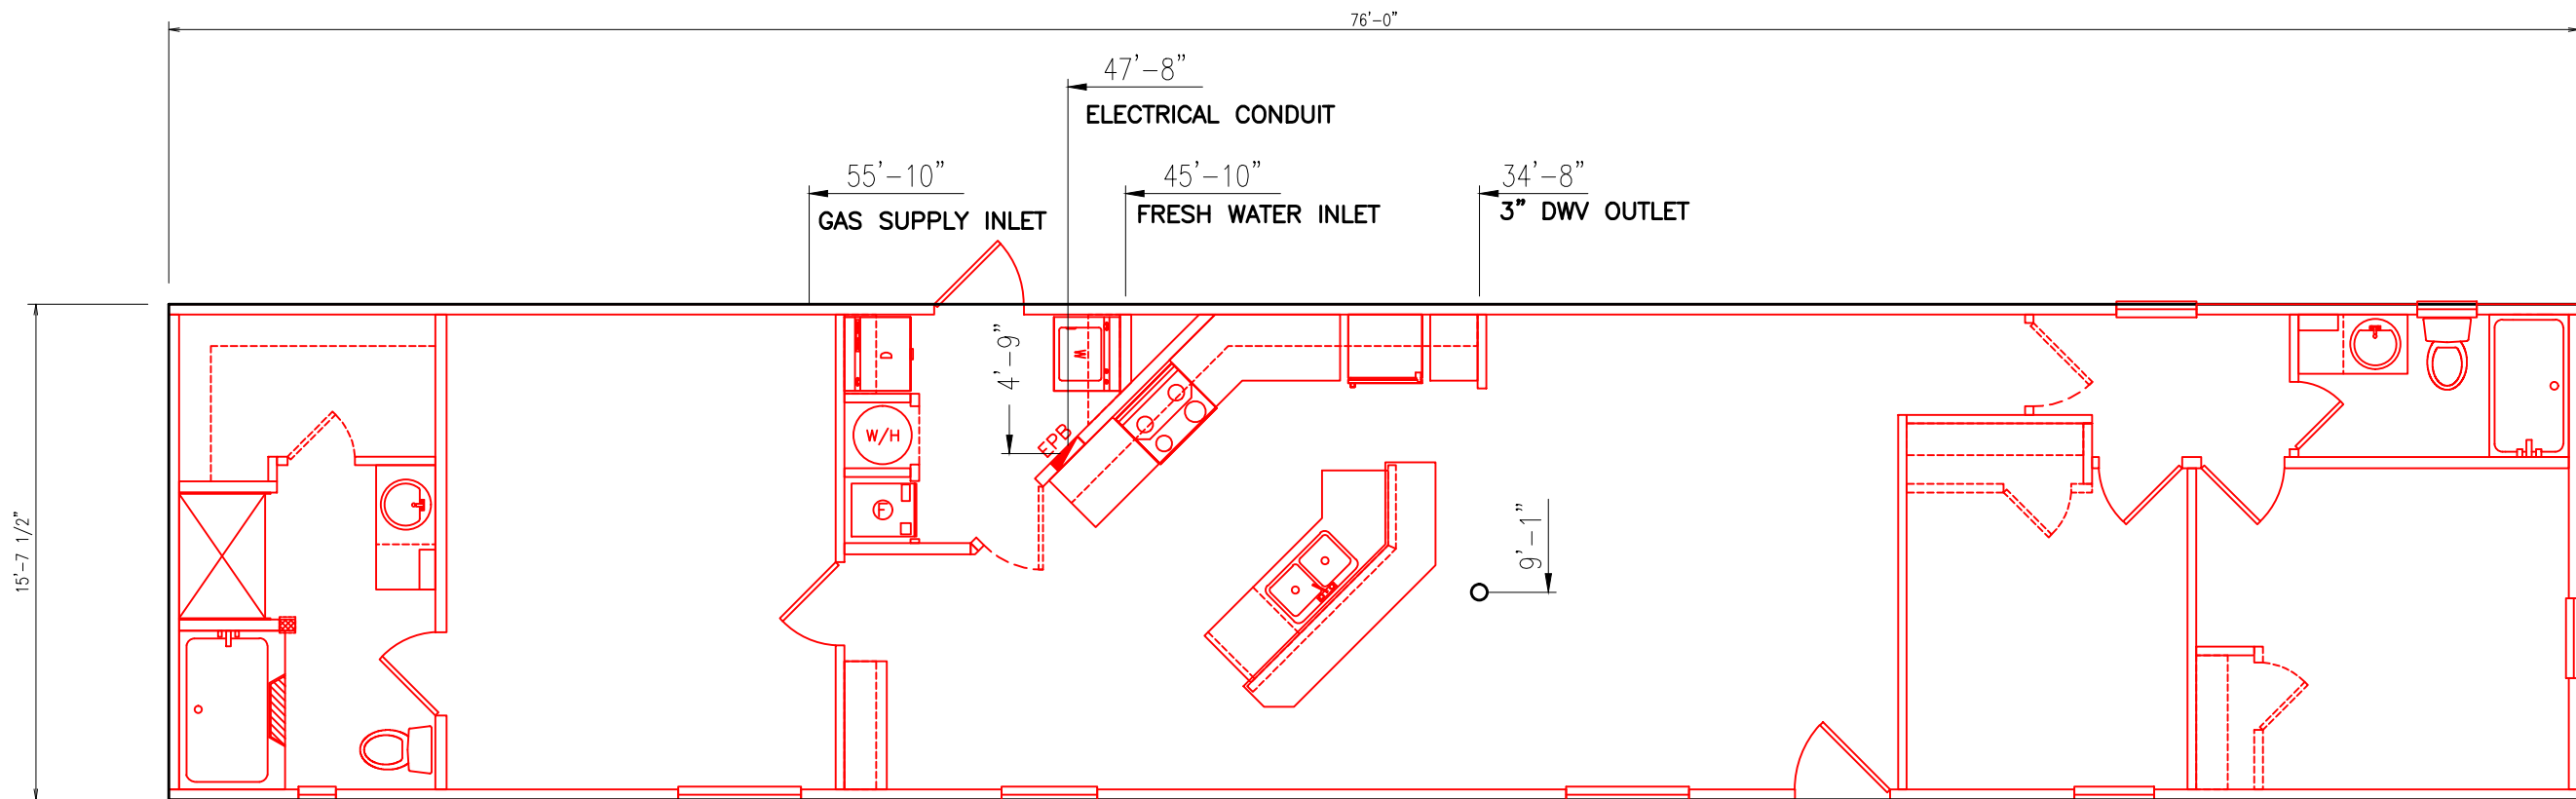 76'-0"
47'-8"
ELECTRICAL CONDUIT
55'-10"
45'-10"
34'-8"
GAS SUPPLY INLET
FRESH WATER INLET
3" DWV OUTLET
D
W
4'-9"
W/H
EPB
F
9'-1"
15'-7 1/2"